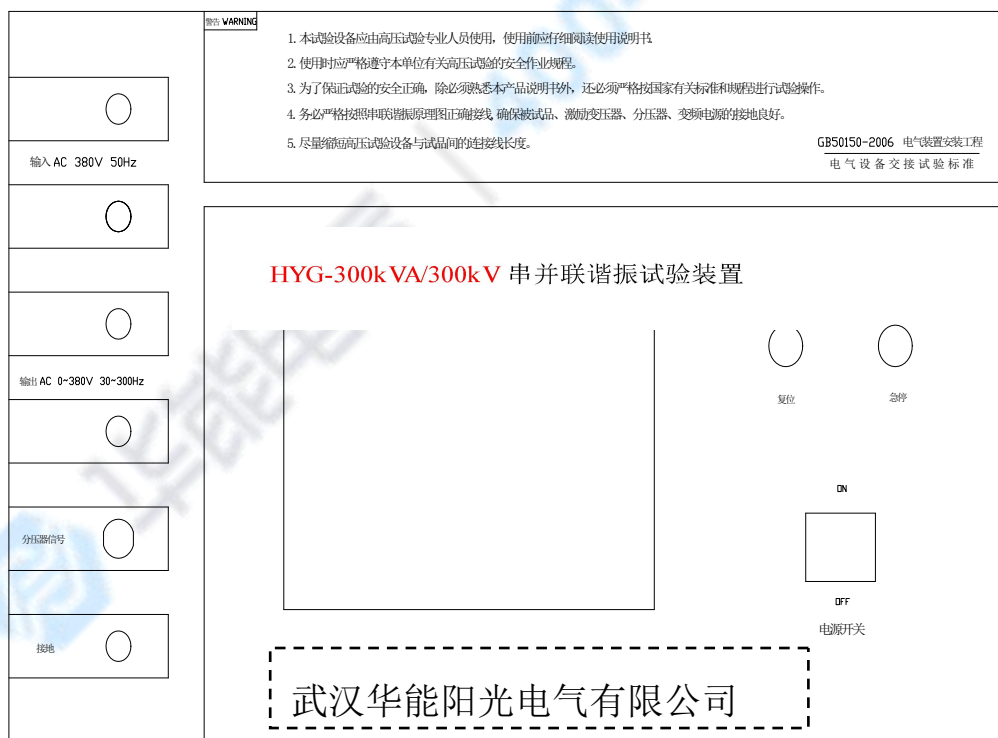 警告 WARNING
1. 本试验设备应由高压试验专业人员使用，使用前应仔细阅读使用说明书.
2. 使用时应严格遵守本单位有关高压试验的安全作业规程。
3. 为了保证试验的安全正确，除必须熟悉本产品说明书外，还必须严格按国家有关标准和规程进行试验操作。
4. 务必严格按照串联谐振原理图正确接线，确保被试品、激励变压器、分压器、变频电源的接地良好。
5. 尽量缩短高压试验设备与试品间的连接线长度。
GB50150-2006 电气装置安装工程
电气设备交接试验标准
输入 AC 380V 50Hz
输出 AC 0~380V 30~300Hz
分压器信号
接地
HYG-300kVA/300kV 串并联谐振试验装置
复位
急停
ON
OFF
电源开关
武汉华能阳光电气有限公司
华能电气
400